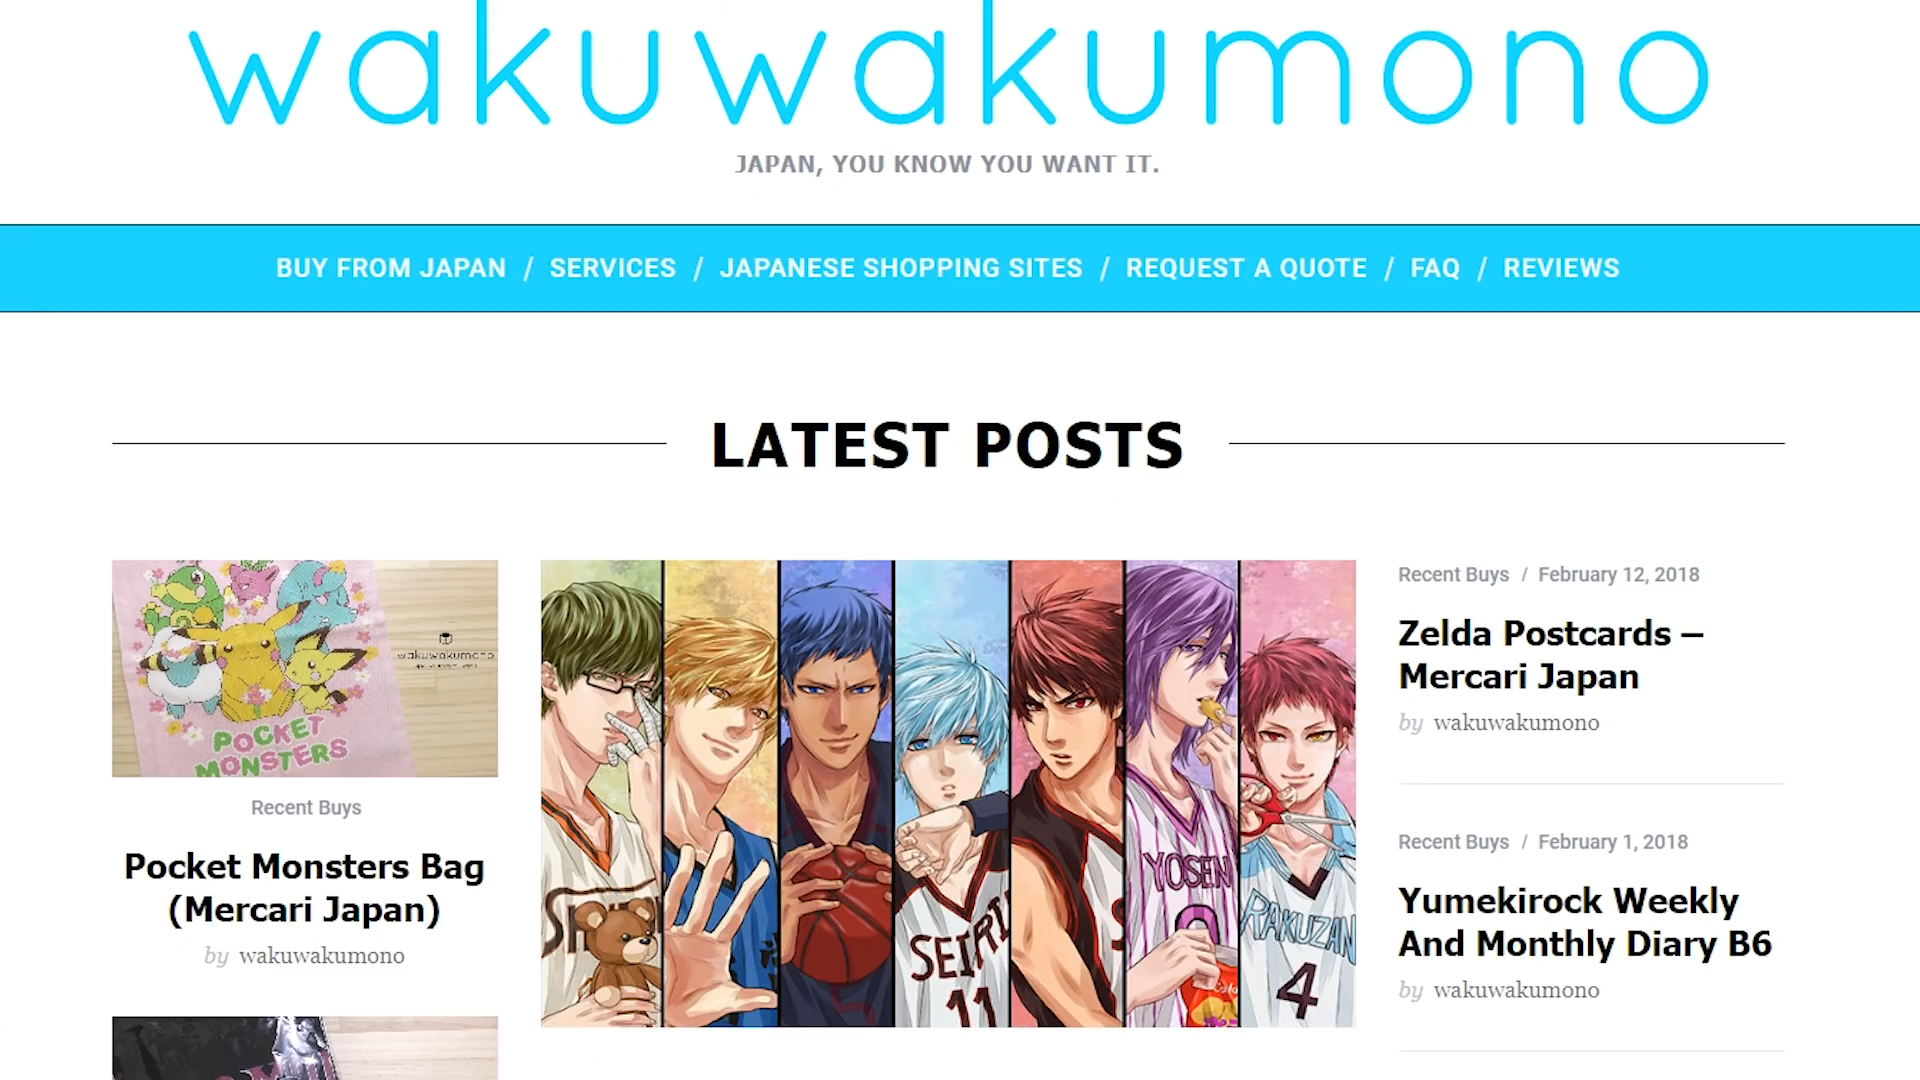 wakuwakumono
JAPAN, YOU KNOW YOU WANT IT.
BUY FROM JAPAN / SERVICES / JAPANESE SHOPPING SITES / REQUEST A QUOTE / FAQ / REVIEWS
LATEST POSTS
POCKET
MONSTERS
wakuwakumono
Recent Buys
Pocket Monsters Bag
(Mercari Japan)
by wakuwakumono
SEIRI
11
YOSEN
RAKUZAN
4
Recent Buys / February 12, 2018
Zelda Postcards –
Mercari Japan
by wakuwakumono
Recent Buys / February 1, 2018
Yumekirock Weekly
And Monthly Diary B6
by wakuwakumono